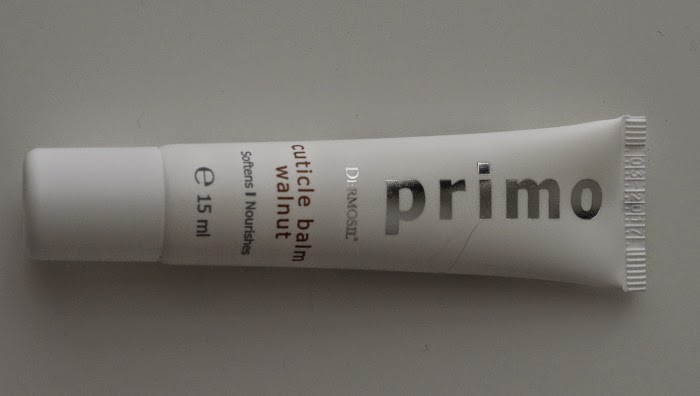 primo
DERMOSIL®
cuticle balm
walnut
Softens I Nourishes
℮ 15 ml